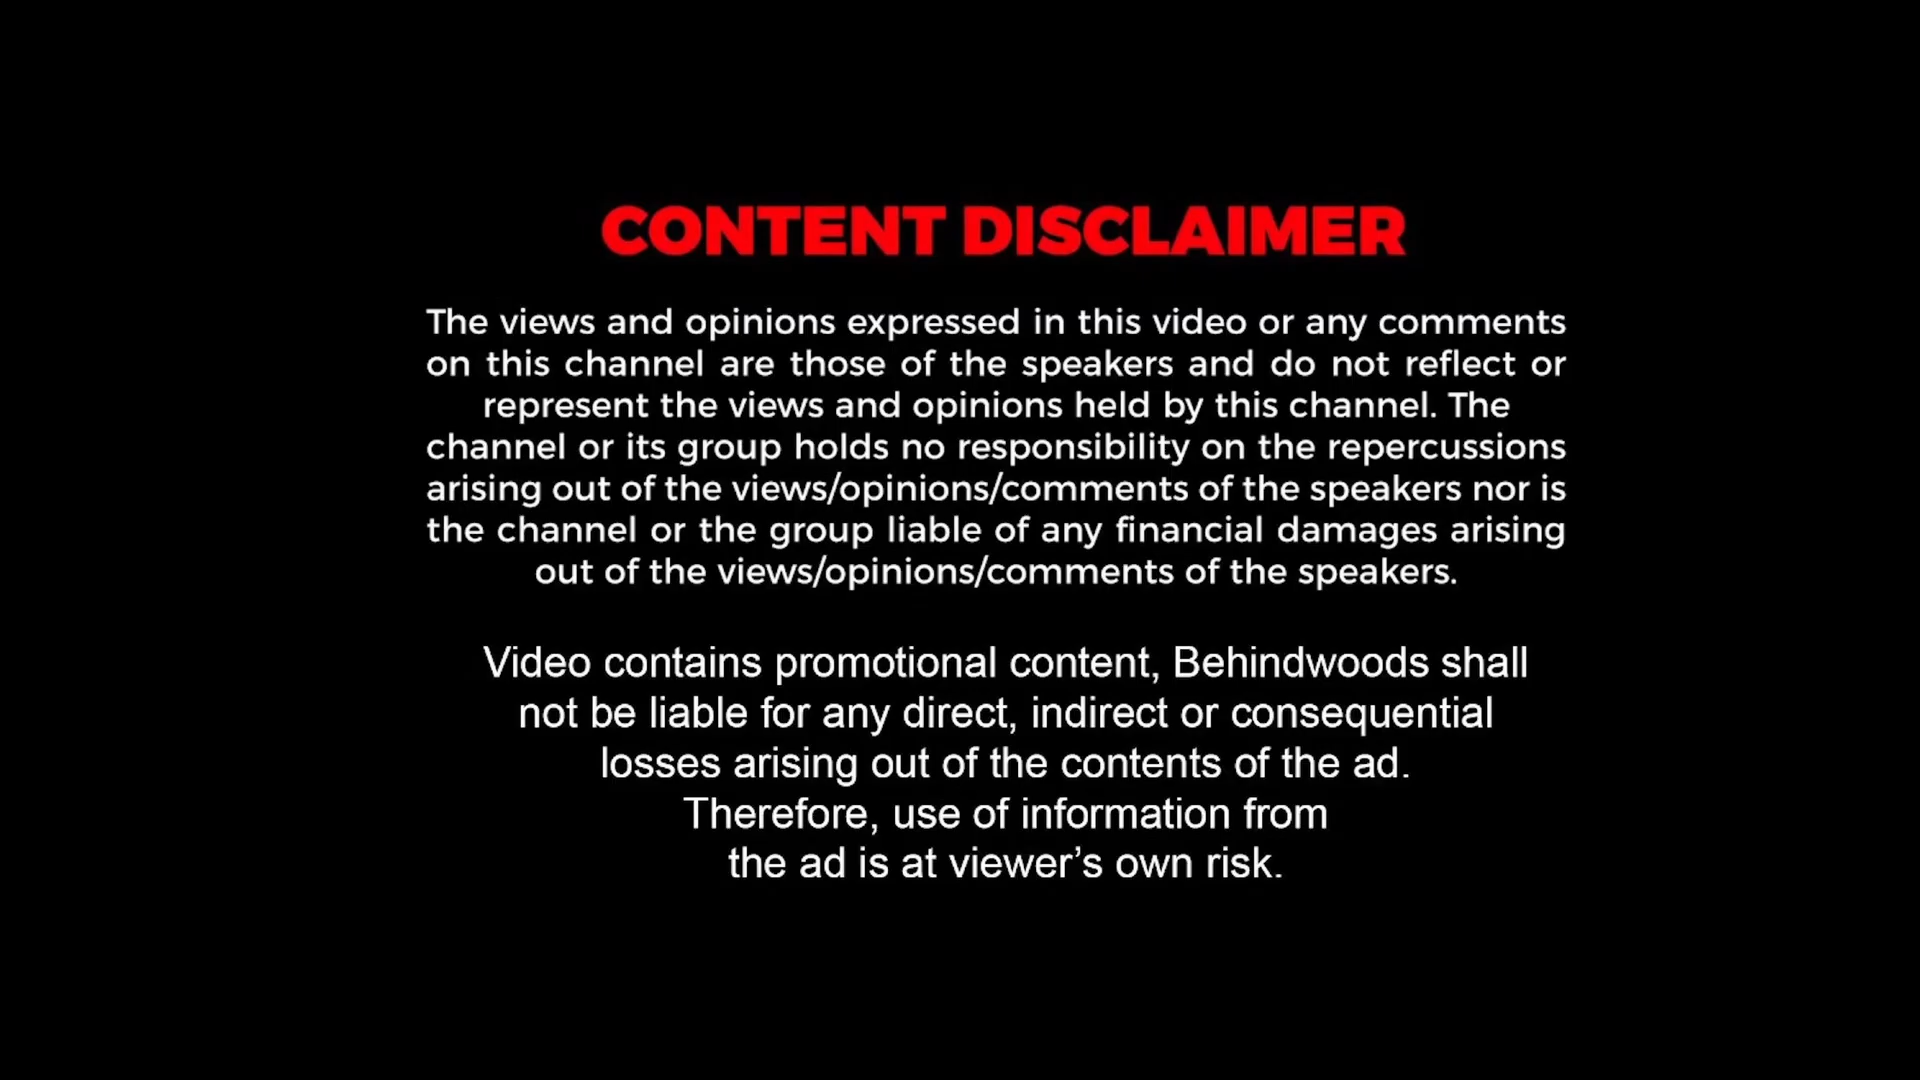 CONTENT DISCLAIMER
The views and opinions expressed in this video or any comments
on this channel are those of the speakers and do not reflect or
represent the views and opinions held by this channel. The
channel or its group holds no responsibility on the repercussions
arising out of the views/opinions/comments of the speakers nor is
the channel or the group liable of any financial damages arising
out of the views/opinions/comments of the speakers.
Video contains promotional content, Behindwoods shall
not be liable for any direct, indirect or consequential
losses arising out of the contents of the ad.
Therefore, use of information from
the ad is at viewer’s own risk.